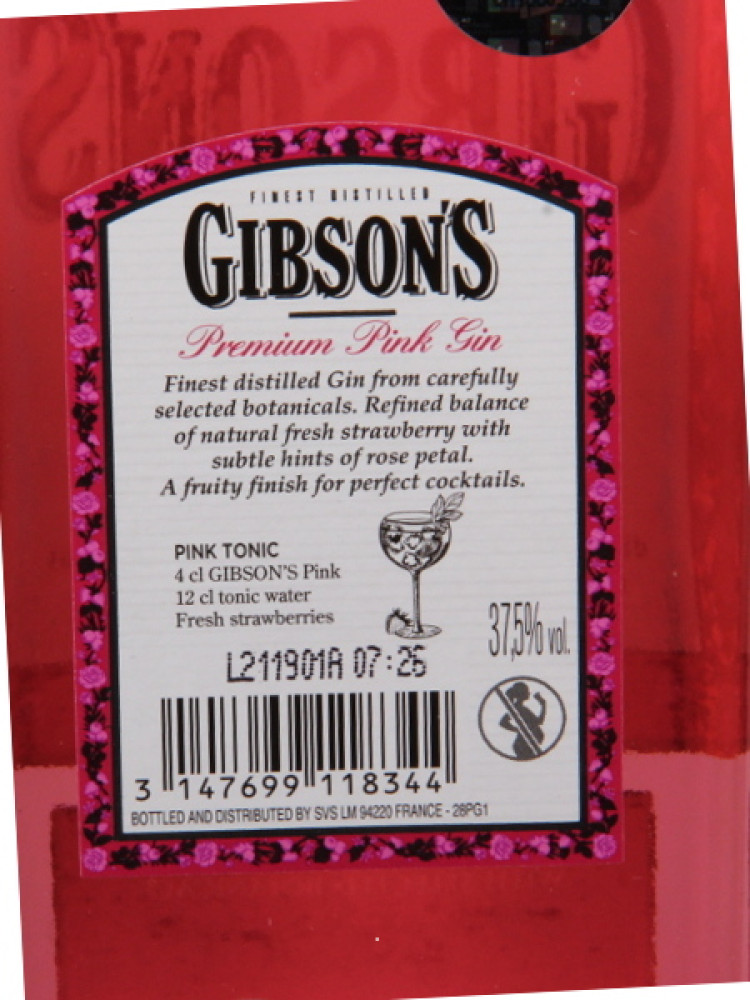 FINEST DISTILLED
GIBSON'S
Premium Pink Gin
Finest distilled Gin from carefully
selected botanicals. Refined balance
of natural fresh strawberry with
subtle hints of rose petal.
A fruity finish for perfect cocktails.
PINK TONIC
4 cl GIBSON'S Pink
12 cl tonic water
Fresh strawberries
37,5% vol.
L211901A 07:26
3 147699 118344
BOTTLED AND DISTRIBUTED BY SVS LM 94220 FRANCE - 28PG1